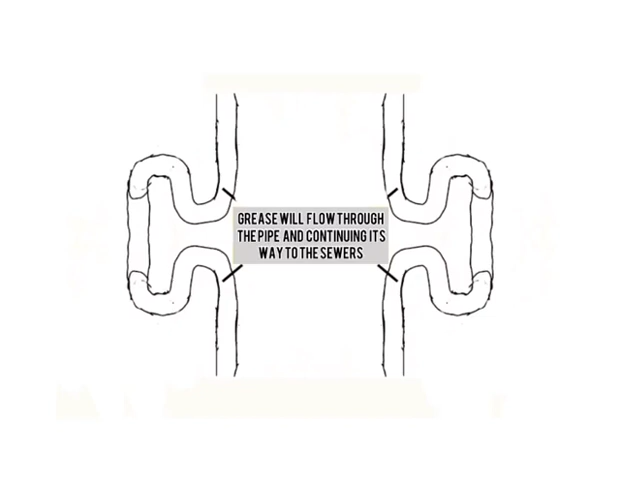 GREASE WILL FLOW THROUGH
THE PIPE AND CONTINUING ITS
WAY TO THE SEWERS